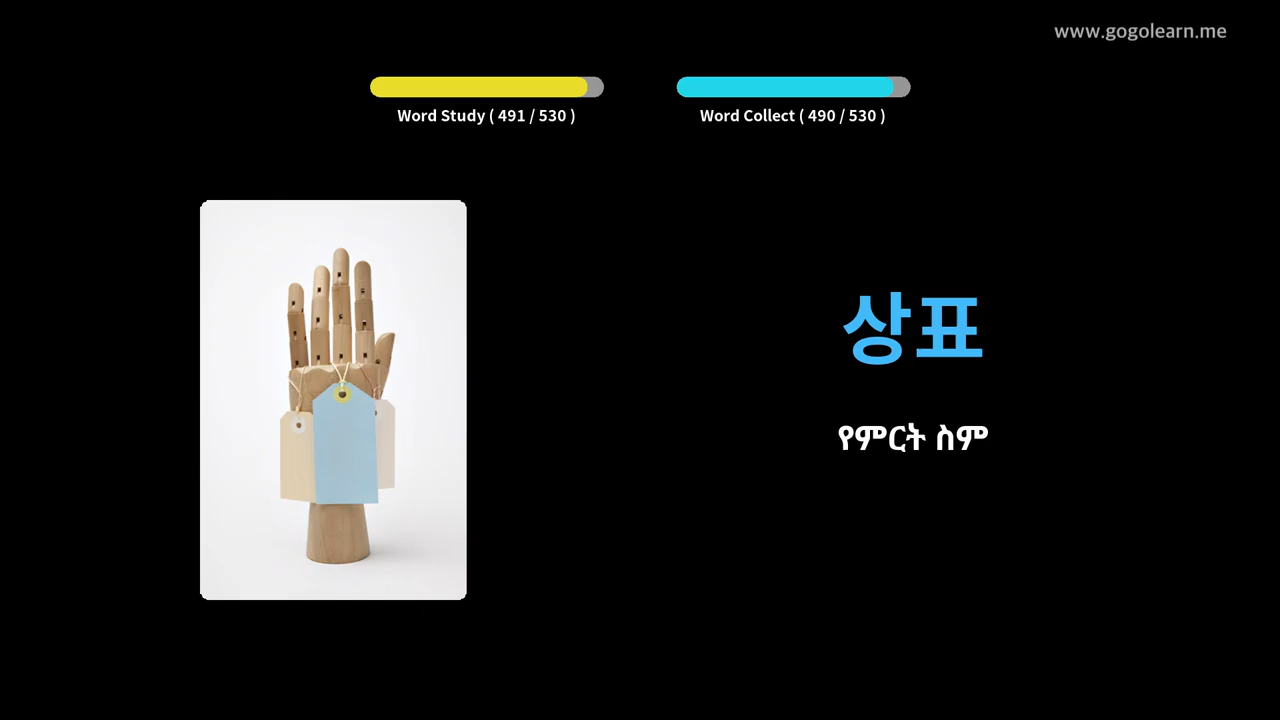 www.gogolearn.me
Word Study ( 491 / 530 )
Word Collect ( 490 / 530 )
상표
የምርት ስም